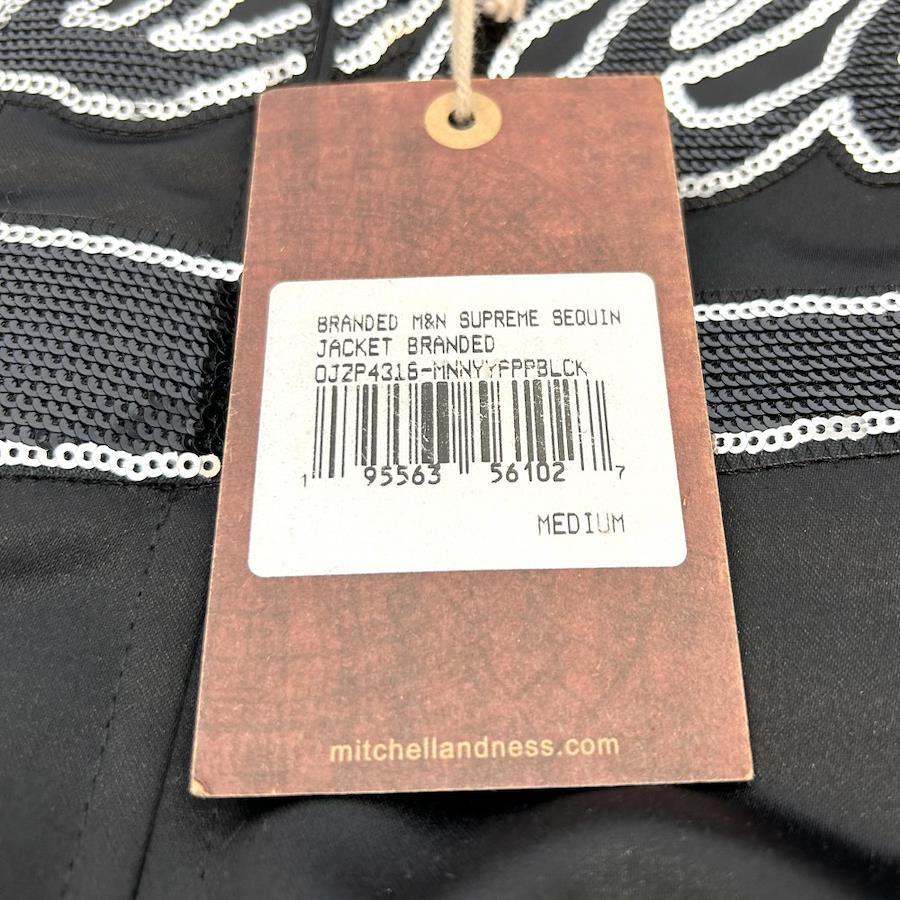 BRANDED M&N SUPREME SEQUIN
JACKET BRANDED
OJZP4316-MNNYYFPPBLCK
1 95563 56102 7
MEDIUM
mitchellandness.com